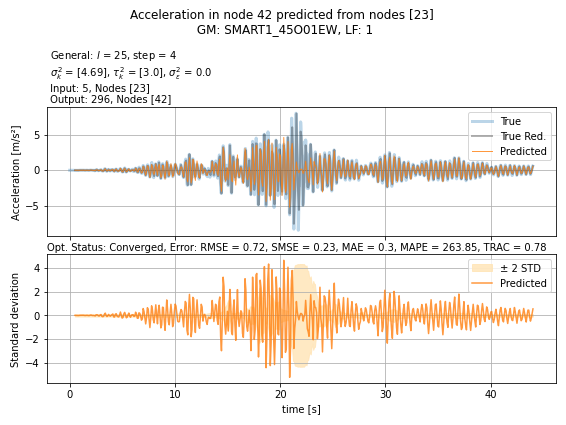 Acceleration in node 42 predicted from nodes [23]
GM: SMART1_45O01EW, LF: 1
General: l = 25, step = 4
σ²ₖ = [4.69], τ²ₖ = [3.0], σ²ε = 0.0
Input: 5, Nodes [23]
Output: 296, Nodes [42]
Acceleration [m/s²]
5
0
−5
True
True Red.
Predicted
Opt. Status: Converged, Error: RMSE = 0.72, SMSE = 0.23, MAE = 0.3, MAPE = 263.85, TRAC = 0.78
Standard deviation
4
2
0
−2
−4
± 2 STD
Predicted
0
10
20
30
40
time [s]